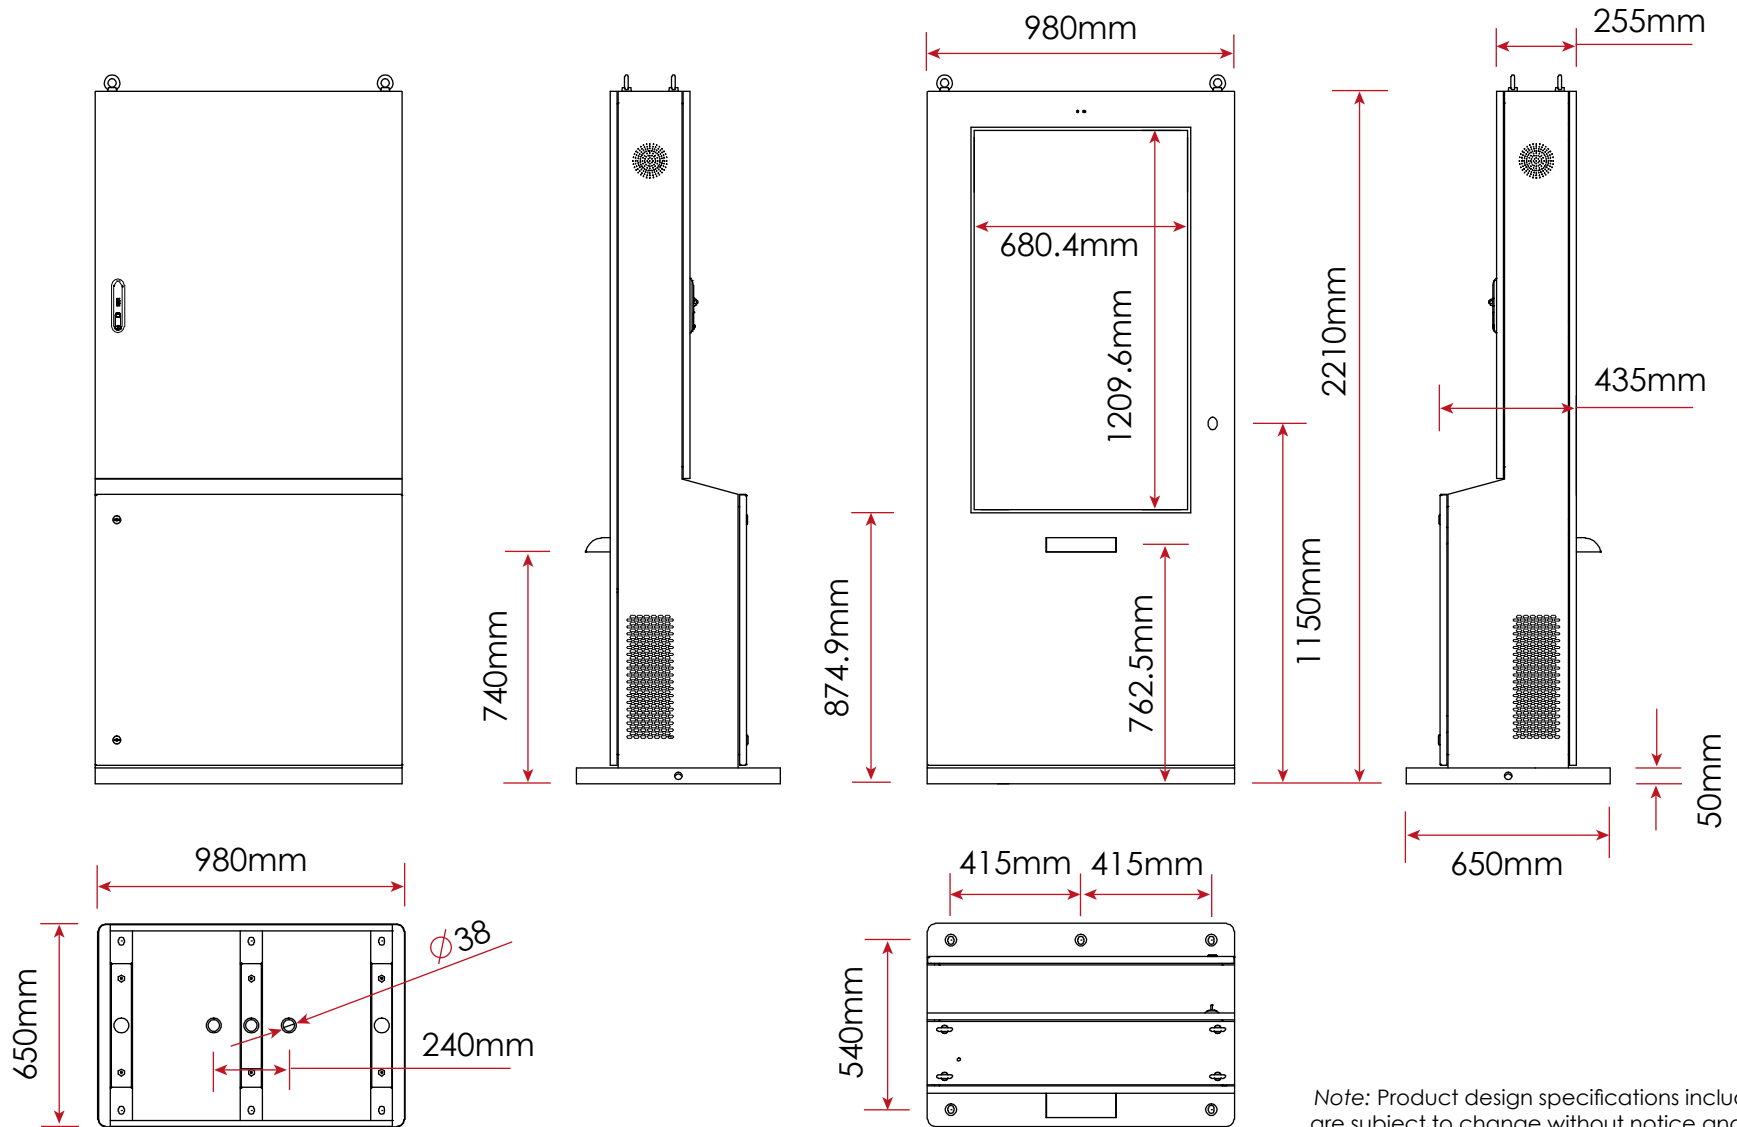 980mm
255mm
680.4mm
1209.6mm
2210mm
435mm
740mm
874.9mm
762.5mm
1150mm
50mm
650mm
980mm
650mm
Ø38
240mm
415mm 415mm
540mm
Note: Product design specifications
are subject to change without notice and